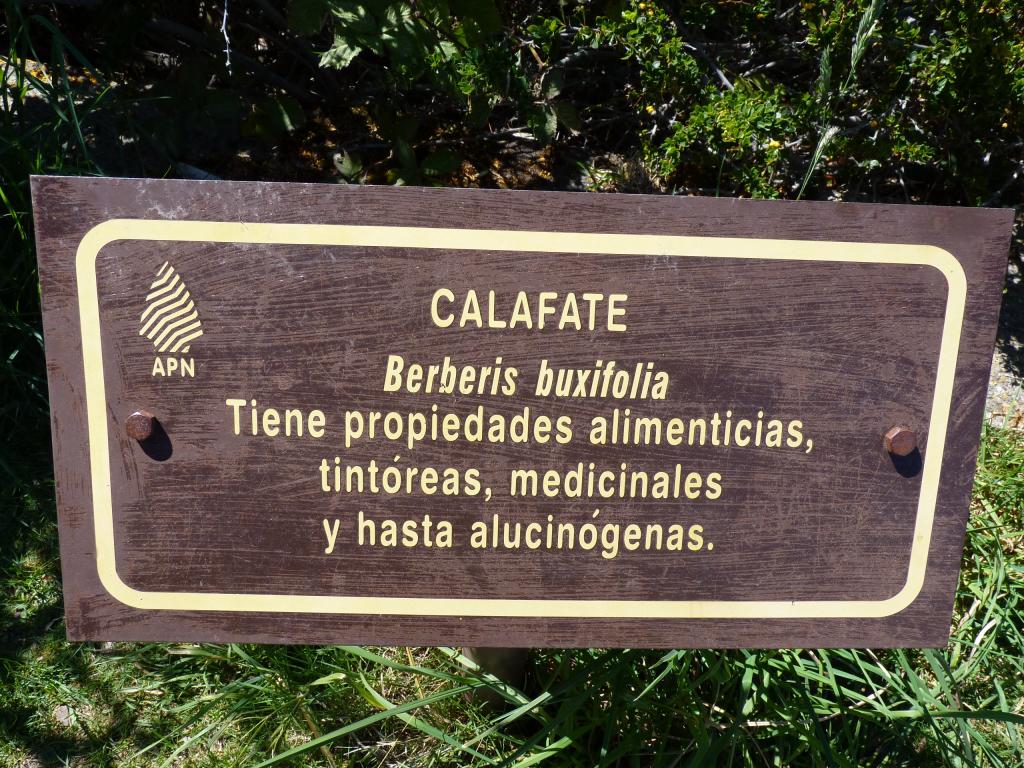 APN
CALAFATE
Berberis buxifolia
Tiene propiedades alimenticias,
tintóreas, medicinales
y hasta alucinógenas.